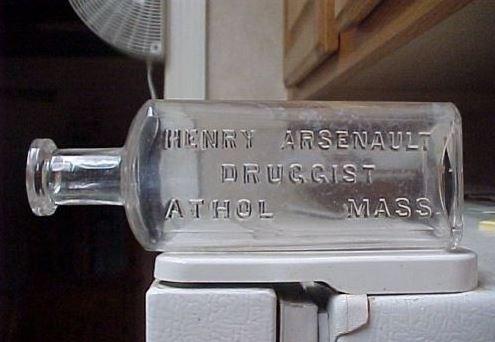 HENRY ARSENAULT
DRUGGIST
ATHOL MASS.